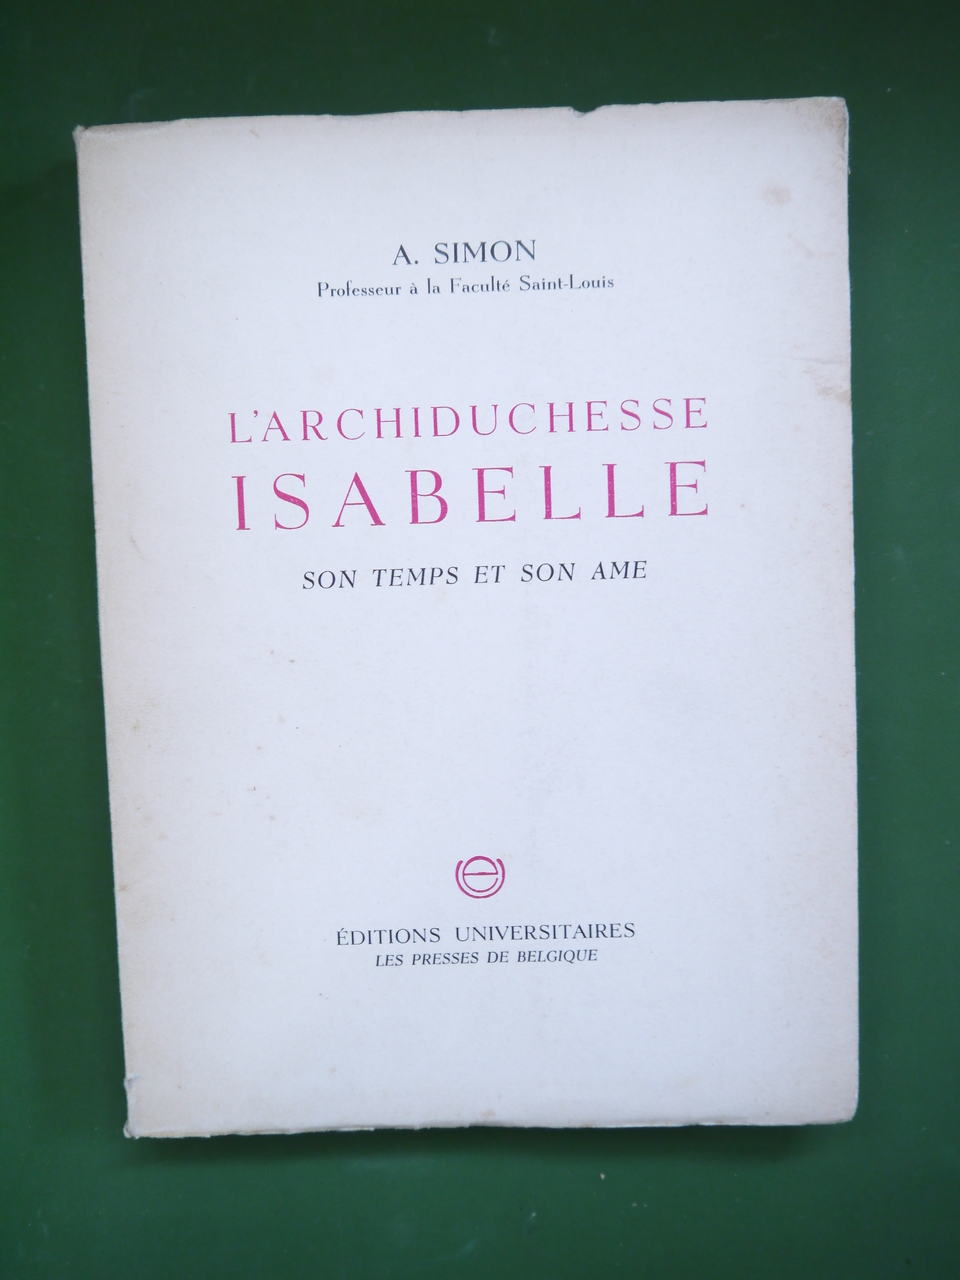 A. SIMON
Professeur à la Faculté Saint-Louis
L'ARCHIDUCHESSE
ISABELLE
SON TEMPS ET SON AME
ÉDITIONS UNIVERSITAIRES
LES PRESSES DE BELGIQUE